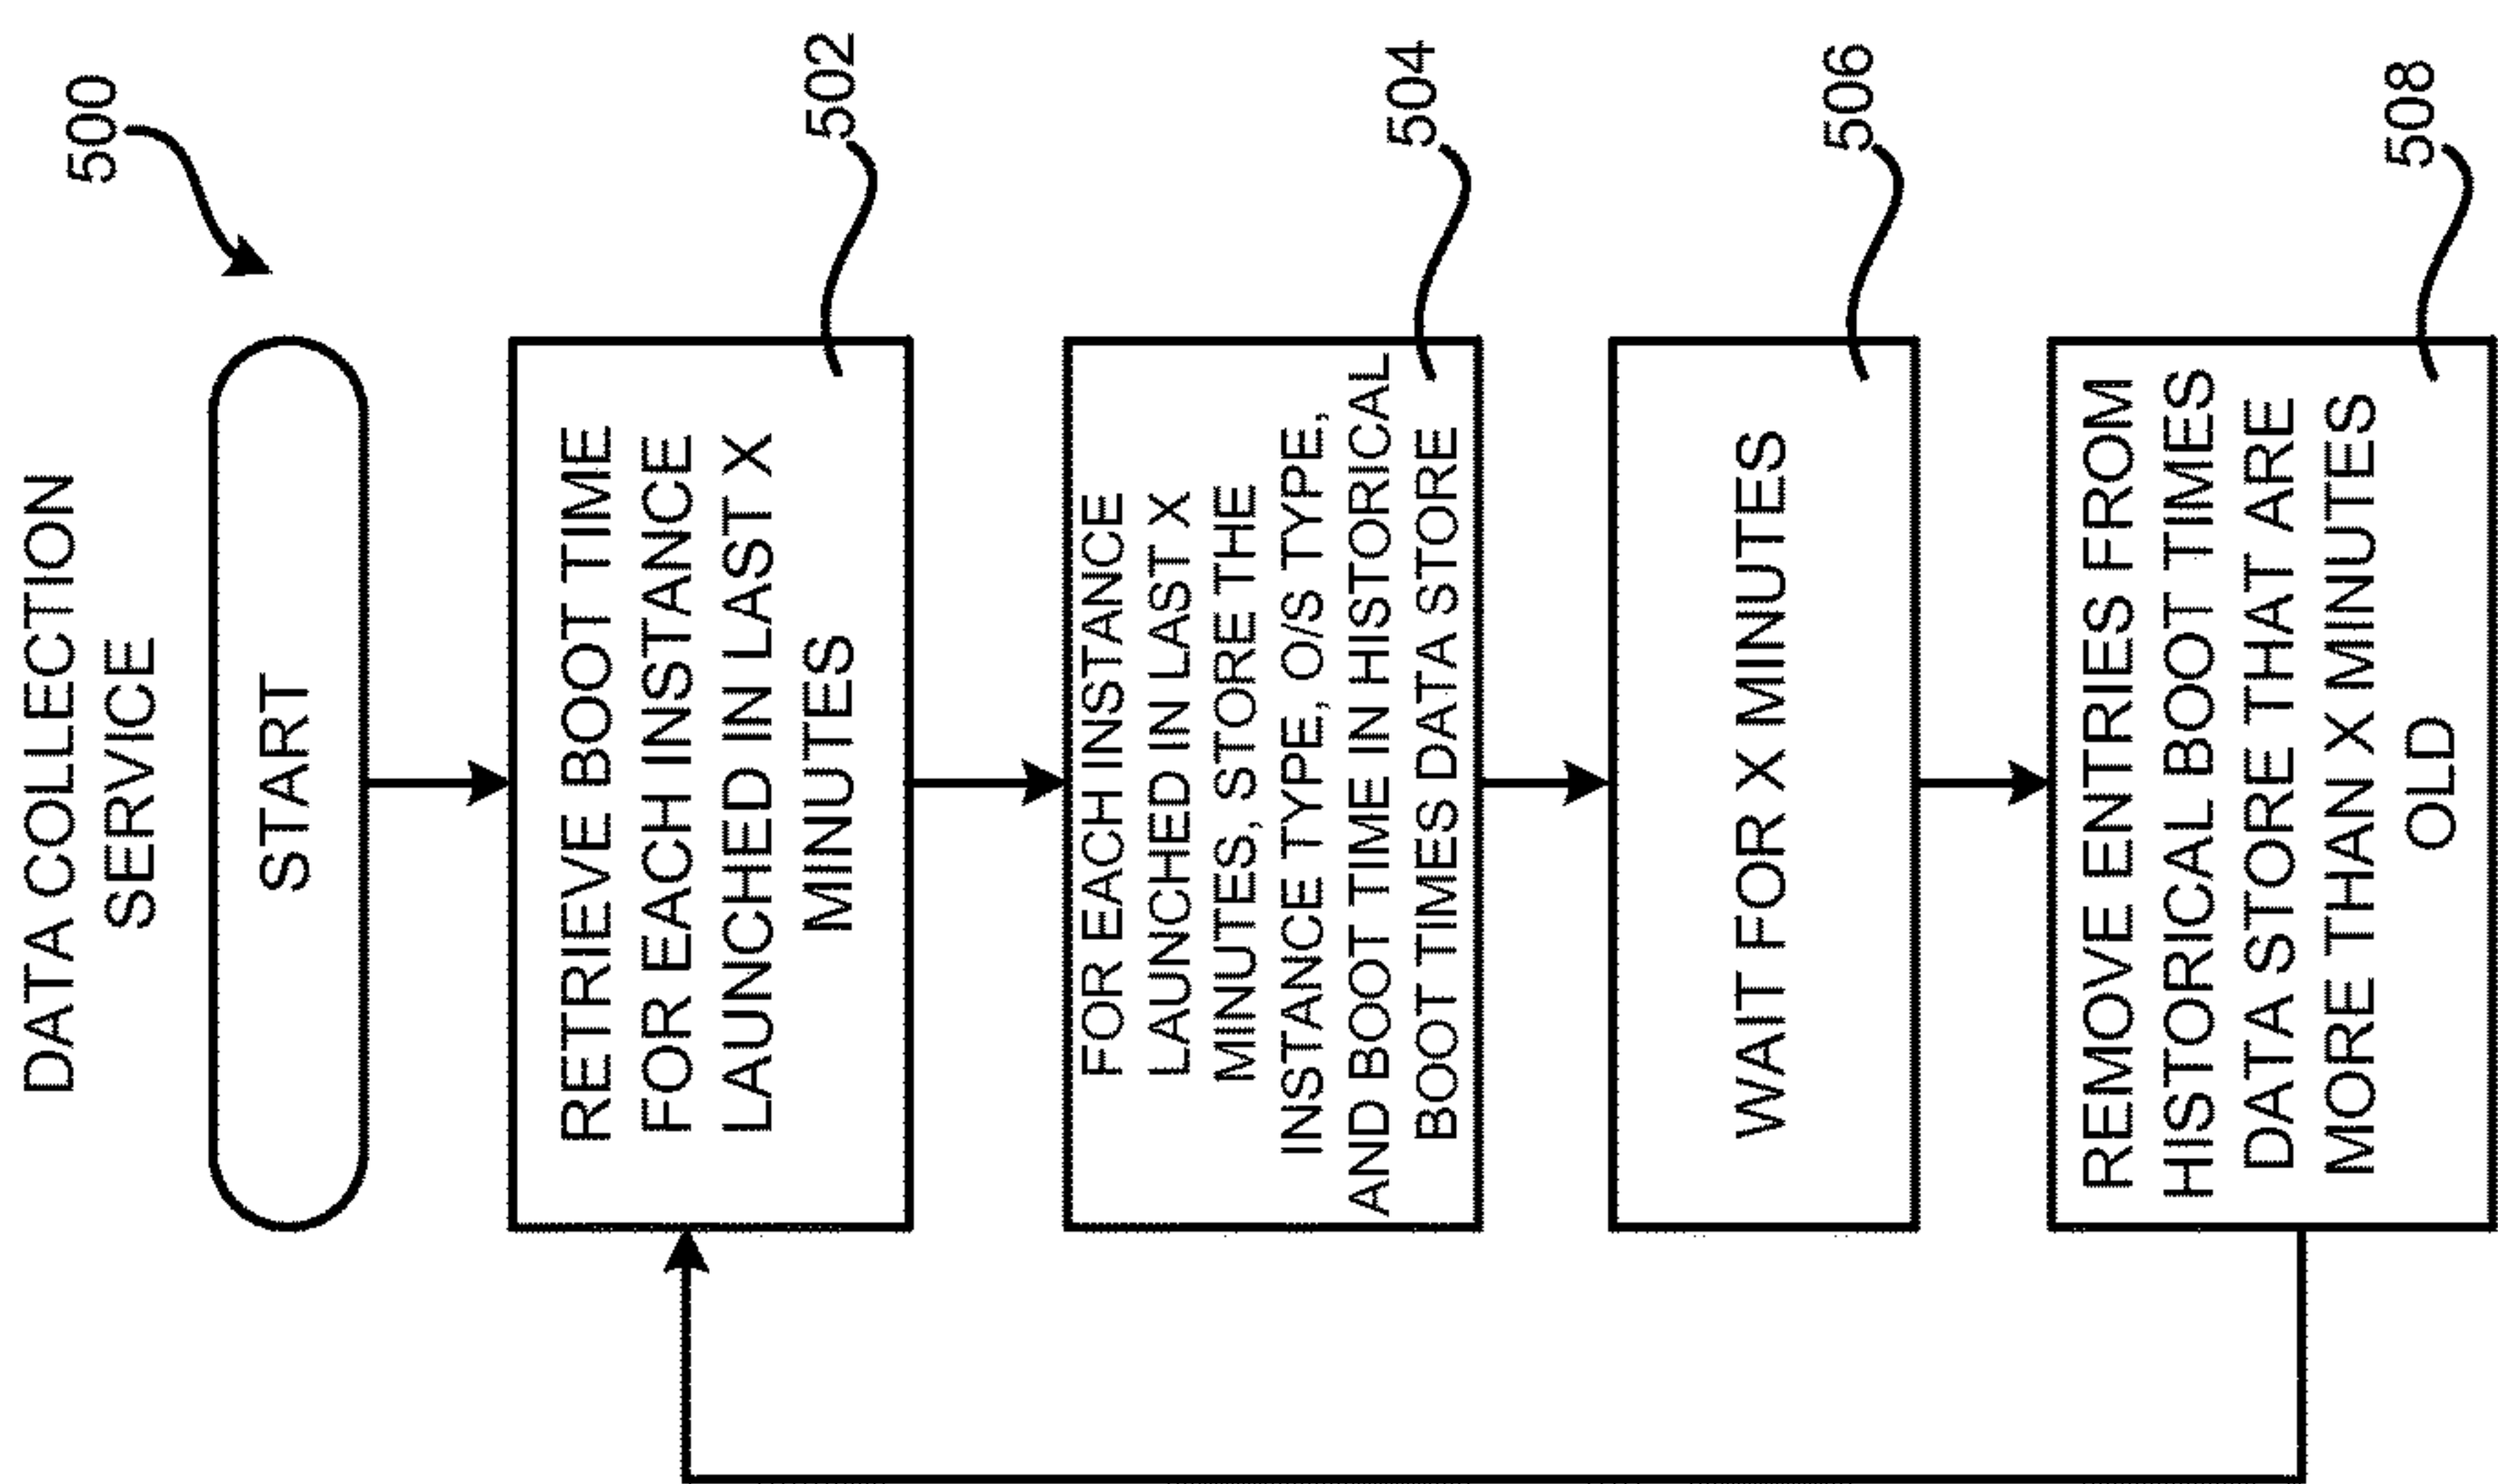 DATA COLLECTION
SERVICE
500
START
RETRIEVE BOOT TIME
FOR EACH INSTANCE
LAUNCHED IN LAST X
MINUTES
502
FOR EACH INSTANCE
LAUNCHED IN LAST X
MINUTES, STORE THE
INSTANCE TYPE, O/S TYPE,
AND BOOT TIME IN HISTORICAL
BOOT TIMES DATA STORE
504
WAIT FOR X MINUTES
506
REMOVE ENTRIES FROM
HISTORICAL BOOT TIMES
DATA STORE THAT ARE
MORE THAN X MINUTES
OLD
508